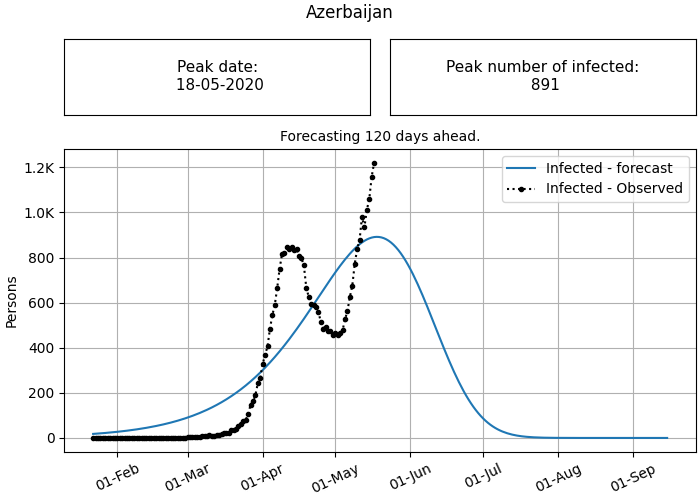 Azerbaijan
Peak date:
18-05-2020
Peak number of infected:
891
Forecasting 120 days ahead.
Infected - forecast
Infected - Observed
Persons
1.2K
1.0K
800
600
400
200
0
01-Feb
01-Mar
01-Apr
01-May
01-Jun
01-Jul
01-Aug
01-Sep